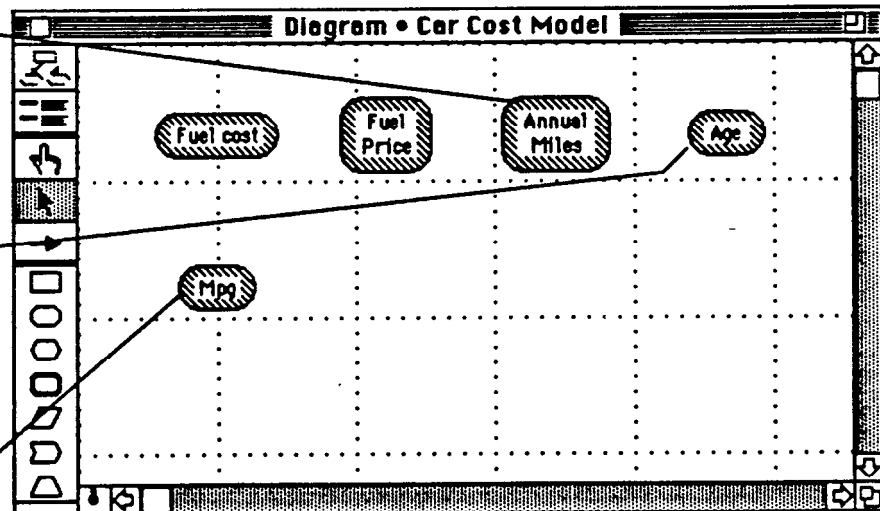 Diagram • Car Cost Model
Fuel cost
Fuel
Price
Annual
Miles
Age
Mpg